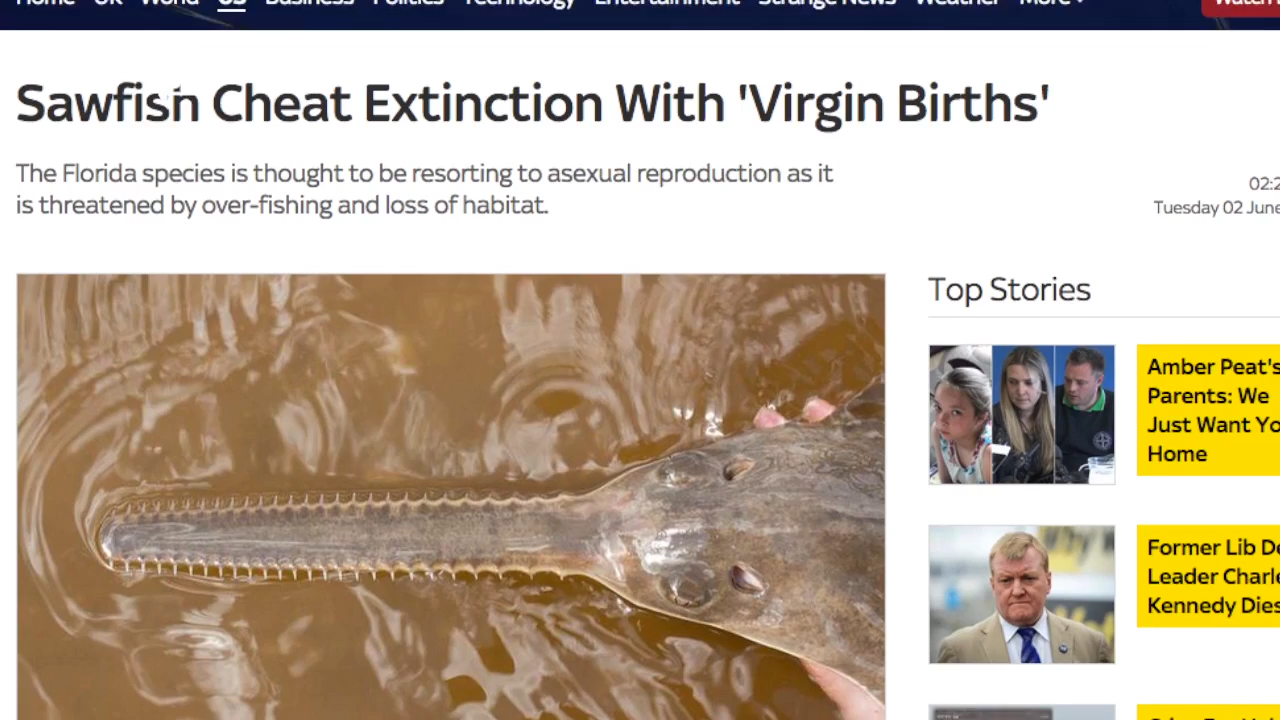 Home UK World US Business Politics Technology Entertainment Strange News Weather More
Sawfish Cheat Extinction With 'Virgin Births'
The Florida species is thought to be resorting to asexual reproduction as it
is threatened by over-fishing and loss of habitat.
02:2
Tuesday 02 June
Top Stories
Amber Peat's
Parents: We
Just Want Yo
Home
Former Lib De
Leader Charle
Kennedy Dies